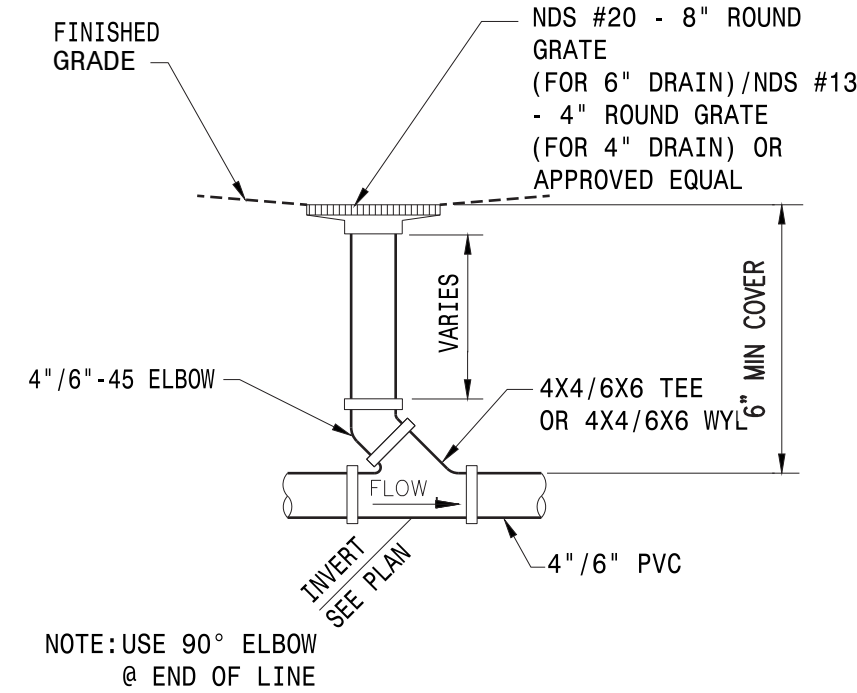 FINISHED
GRADE
NDS #20 - 8" ROUND
GRATE
(FOR 6" DRAIN)/NDS #13
- 4" ROUND GRATE
(FOR 4" DRAIN) OR
APPROVED EQUAL
VARIES
6" MIN COVER
4"/6"-45 ELBOW
4X4/6X6 TEE
OR 4X4/6X6 WYL
FLOW
INVERT
SEE PLAN
4"/6" PVC
NOTE: USE 90° ELBOW
@ END OF LINE